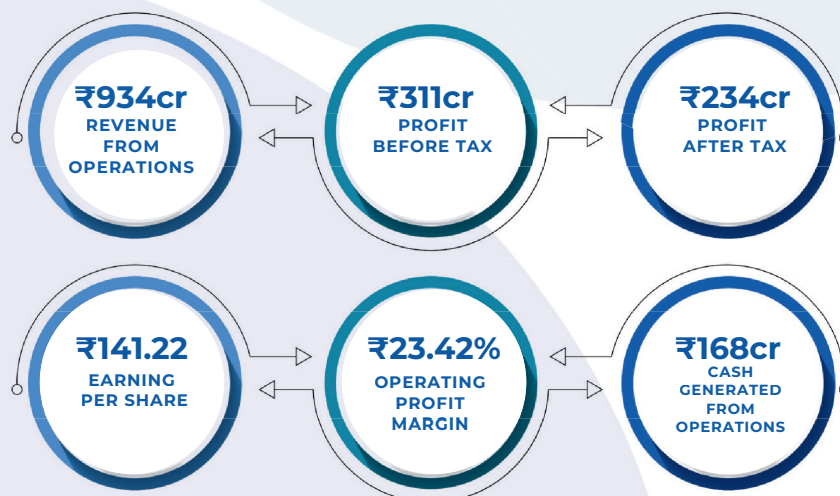 ₹934cr
REVENUE
FROM
OPERATIONS
₹311cr
PROFIT
BEFORE TAX
₹234cr
PROFIT
AFTER TAX
₹141.22
EARNING
PER SHARE
₹23.42%
OPERATING
PROFIT
MARGIN
₹168cr
CASH
GENERATED
FROM
OPERATIONS